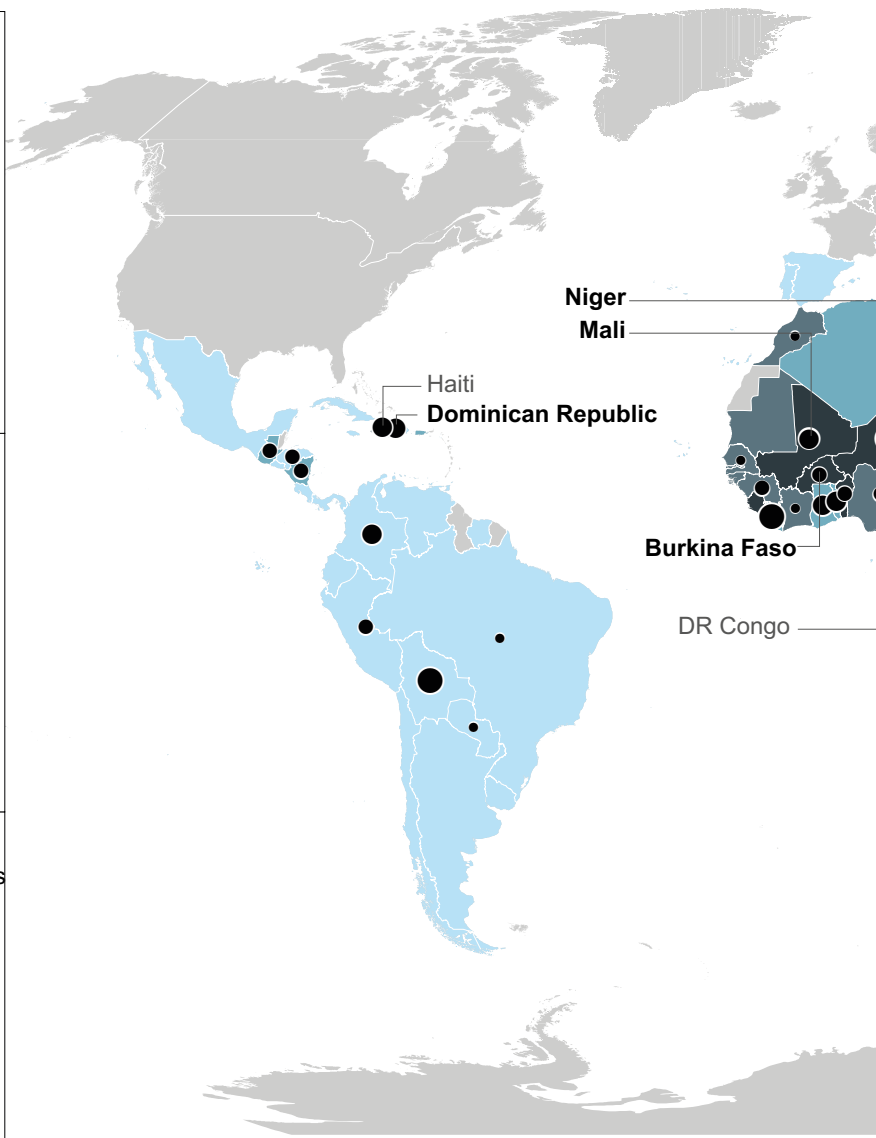 Niger
Mali
Haiti
Dominican Republic
Burkina Faso
DR Congo
s